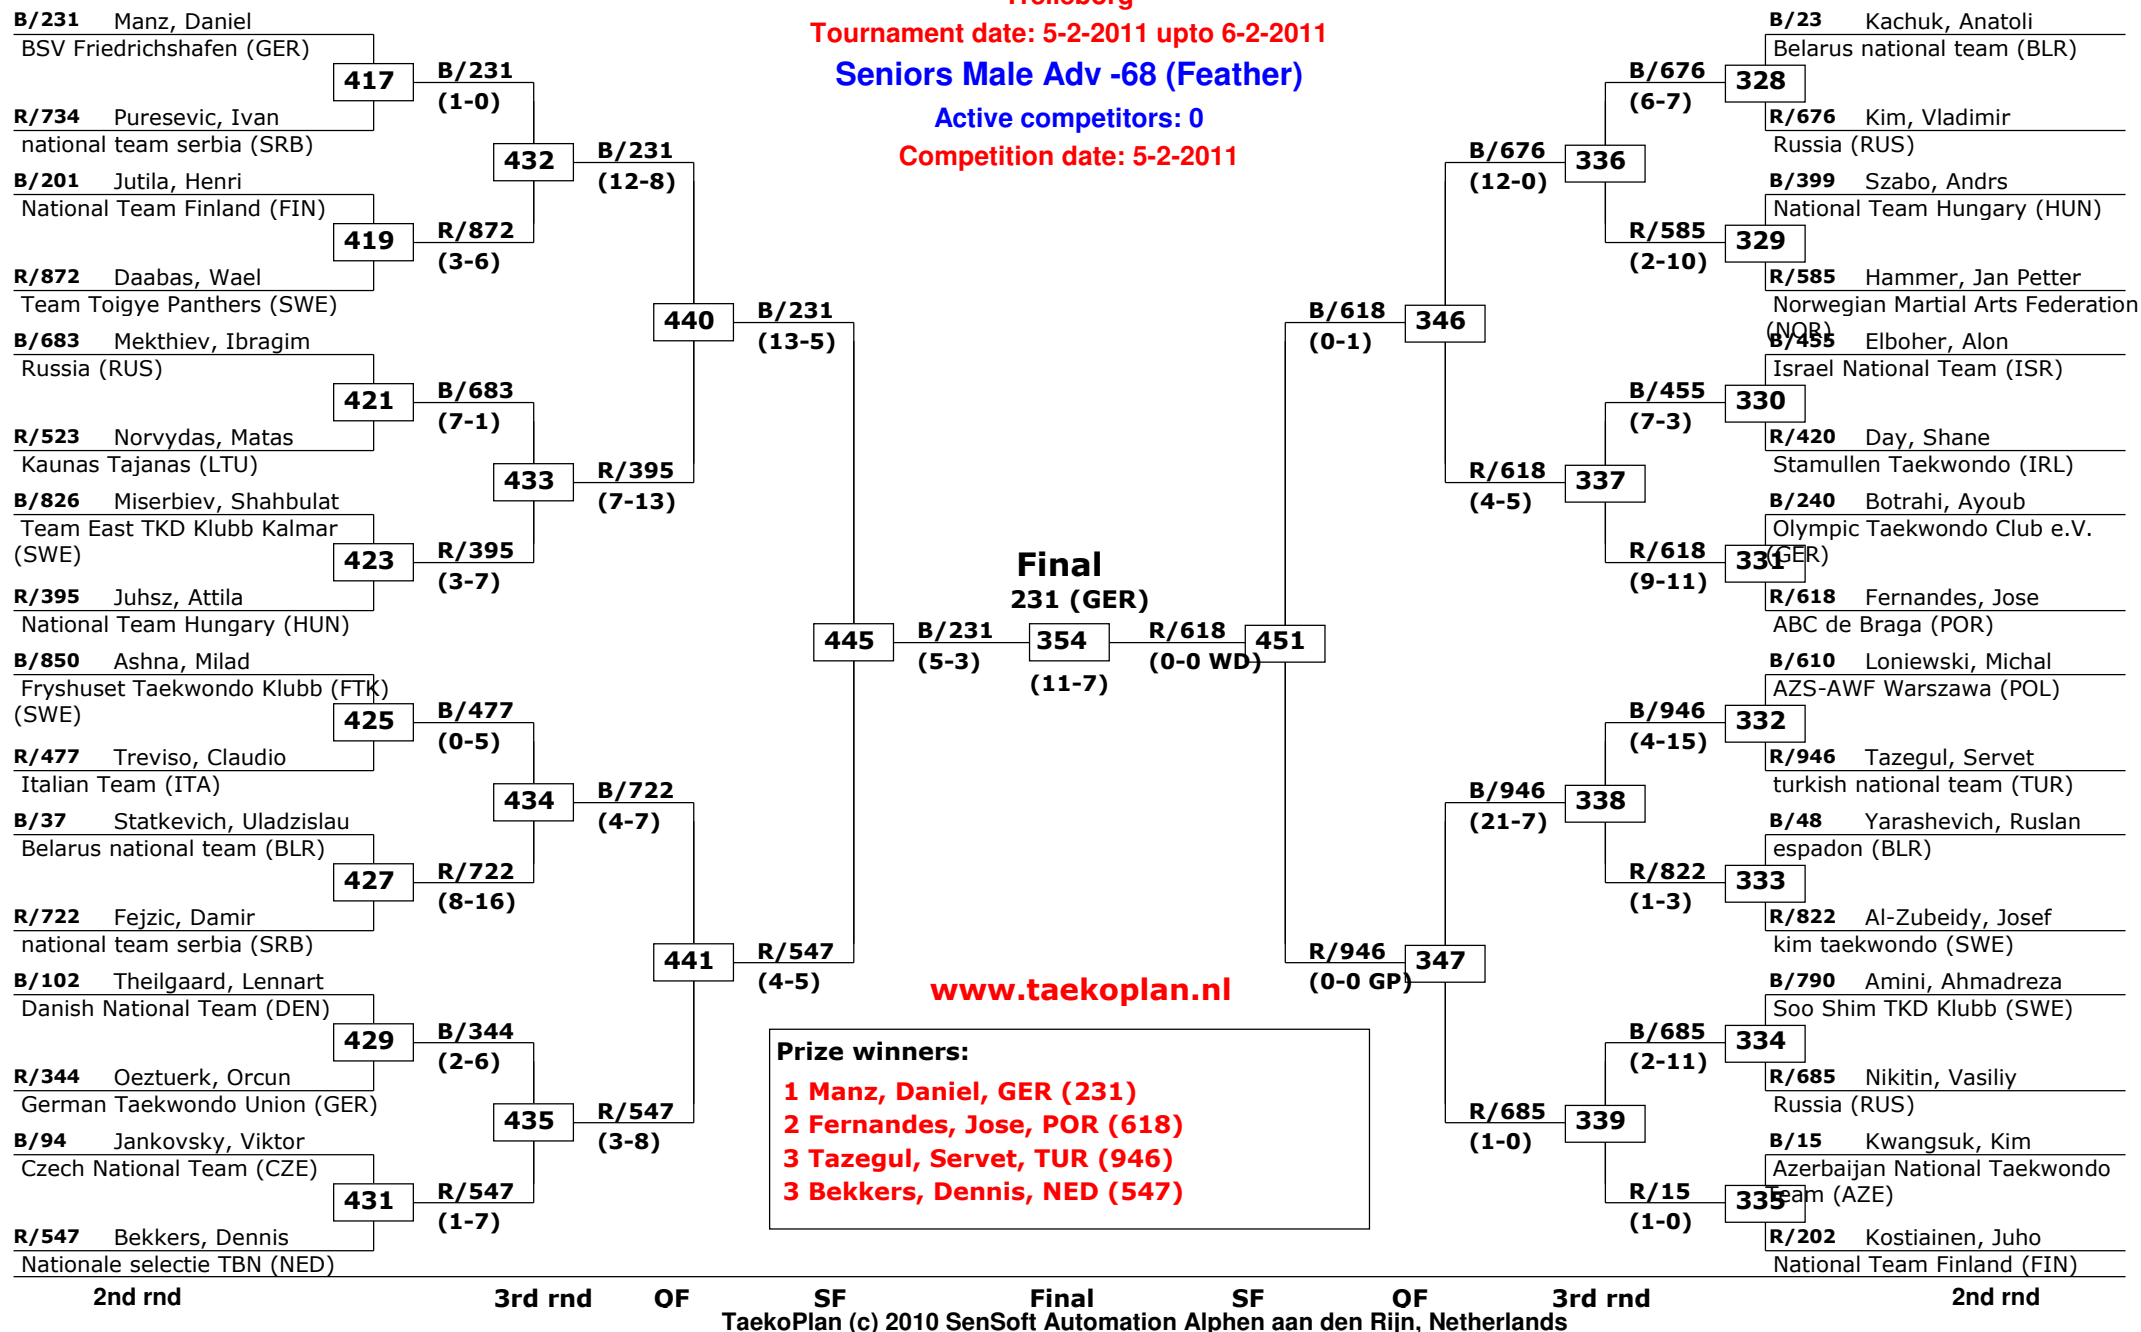 Trelleborg
Tournament date: 5-2-2011 upto 6-2-2011
Seniors Male Adv -68 (Feather)
Active competitors: 0
Competition date: 5-2-2011
B/231 Manz, Daniel
BSV Friedrichshafen (GER)
417
B/231
(1-0)
R/734 Puresevic, Ivan
national team serbia (SRB)
432
B/231
(12-8)
B/201 Jutila, Henri
National Team Finland (FIN)
419
R/872
(3-6)
R/872 Daabas, Wael
Team Toigye Panthers (SWE)
440
B/231
(13-5)
B/683 Mekthiev, Ibragim
Russia (RUS)
421
B/683
(7-1)
R/523 Norvydas, Matas
Kaunas Tajanas (LTU)
433
R/395
(7-13)
B/826 Miserbiev, Shahbulat
Team East TKD Klubb Kalmar
(SWE)
423
R/395
(3-7)
R/395 Juhsz, Attila
National Team Hungary (HUN)
445
B/231
(5-3)
B/850 Ashna, Milad
Fryshuset Taekwondo Klubb (FTK)
(SWE)
425
B/477
(0-5)
R/477 Treviso, Claudio
Italian Team (ITA)
434
B/722
(4-7)
B/37 Statkevich, Uladzislau
Belarus national team (BLR)
427
R/722
(8-16)
R/722 Fejzic, Damir
national team serbia (SRB)
441
R/547
(4-5)
B/102 Theilgaard, Lennart
Danish National Team (DEN)
429
B/344
(2-6)
R/344 Oeztuerk, Orcun
German Taekwondo Union (GER)
435
R/547
(3-8)
B/94 Jankovsky, Viktor
Czech National Team (CZE)
431
R/547
(1-7)
R/547 Bekkers, Dennis
Nationale selectie TBN (NED)
Final
231 (GER)
354
(11-7)
B/23 Kachuk, Anatoli
Belarus national team (BLR)
B/676
(6-7)
328
R/676 Kim, Vladimir
Russia (RUS)
B/676
(12-0)
336
B/399 Szabo, Andrs
National Team Hungary (HUN)
R/585
(2-10)
329
R/585 Hammer, Jan Petter
Norwegian Martial Arts Federation
(NOR)
B/618
(0-1)
346
B/455 Elboher, Alon
Israel National Team (ISR)
B/455
(7-3)
330
R/420 Day, Shane
Stamullen Taekwondo (IRL)
R/618
(4-5)
337
B/240 Botrahi, Ayoub
Olympic Taekwondo Club e.V.
(GER)
R/618
(9-11)
331
R/618 Fernandes, Jose
ABC de Braga (POR)
R/618
(0-0 WD)
451
B/610 Loniewski, Michal
AZS-AWF Warszawa (POL)
B/946
(4-15)
332
R/946 Tazegul, Servet
turkish national team (TUR)
B/946
(21-7)
338
B/48 Yarashevich, Ruslan
espadon (BLR)
R/822
(1-3)
333
R/822 Al-Zubeidy, Josef
kim taekwondo (SWE)
R/946
(0-0 GP)
347
B/790 Amini, Ahmadreza
Soo Shim TKD Klubb (SWE)
B/685
(2-11)
334
R/685 Nikitin, Vasiliy
Russia (RUS)
R/685
(1-0)
339
B/15 Kwangsuk, Kim
Azerbaijan National Taekwondo
Team (AZE)
R/15
(1-0)
335
R/202 Kostiainen, Juho
National Team Finland (FIN)
www.taekoplan.nl
Prize winners:
1 Manz, Daniel, GER (231)
2 Fernandes, Jose, POR (618)
3 Tazegul, Servet, TUR (946)
3 Bekkers, Dennis, NED (547)
2nd rnd 3rd rnd QF SF Final SF QF 3rd rnd 2nd rnd
TaekoPlan (c) 2010 SenSoft Automation Alphen aan den Rijn, Netherlands